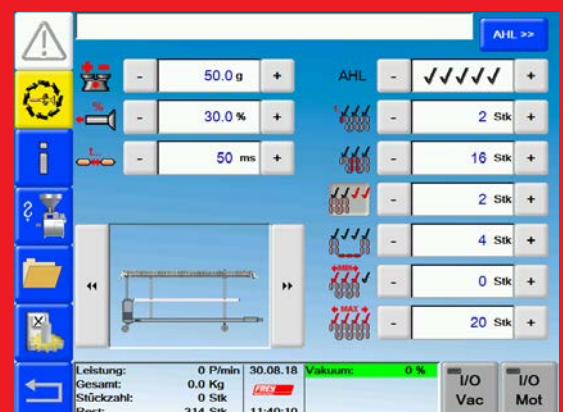 AHL >>
- 50.0 g +
AHL - ✓✓✓✓✓ +
%
- 30.0 % +
1.
- 2 Stk +
t...
- 50 ms +
- 16 Stk +
- 2 Stk +
- 4 Stk +
MIN
- 0 Stk +
MAX
- 20 Stk +
Leistung: 0 P/min
Gesamt: 0.0 Kg
Stückzahl: 0 Stk
Rest: 214 Stk
30.08.18
FREY
11:40:10
Vakuum: 0 %
I/O
Vac
I/O
Mot